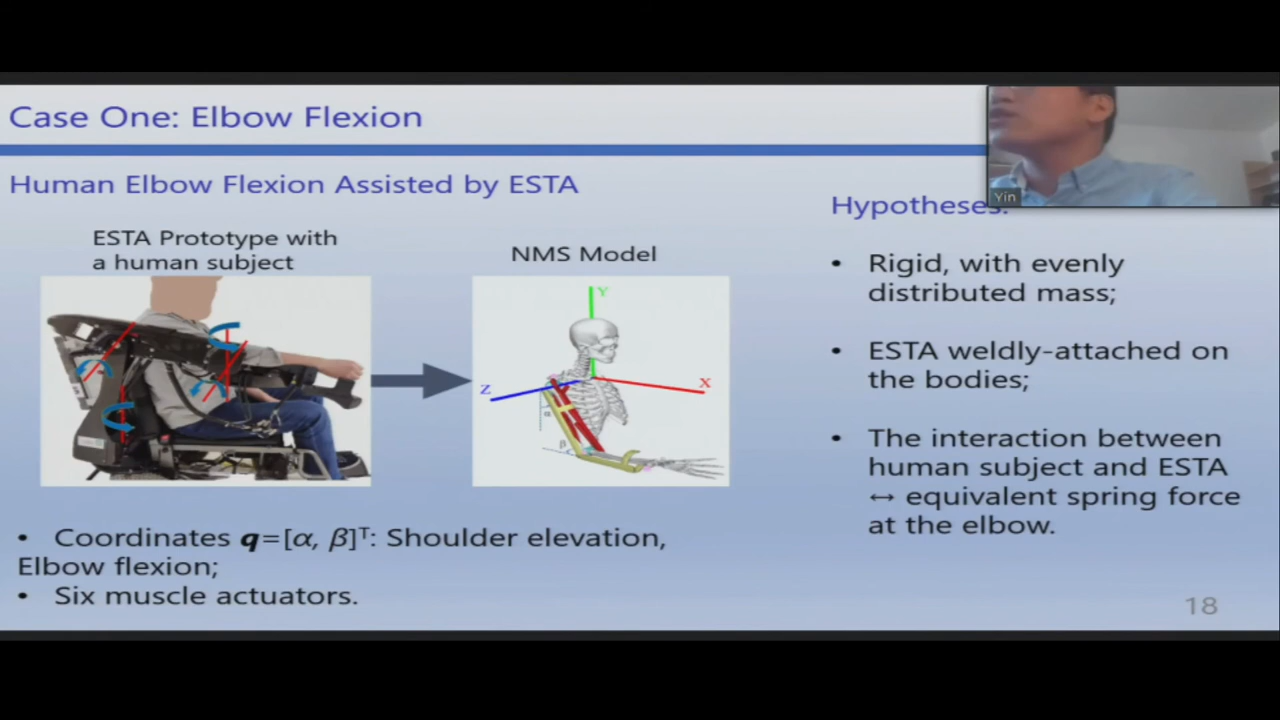 Case One: Elbow Flexion
Yin
Human Elbow Flexion Assisted by ESTA
Hypotheses:
ESTA Prototype with
a human subject
NMS Model
Y
Z
X
α
β
• Rigid, with evenly
distributed mass;
• ESTA weldly-attached on
the bodies;
• The interaction between
human subject and ESTA
↔ equivalent spring force
at the elbow.
• Coordinates q=[α, β]ᵀ: Shoulder elevation,
Elbow flexion;
• Six muscle actuators.
18